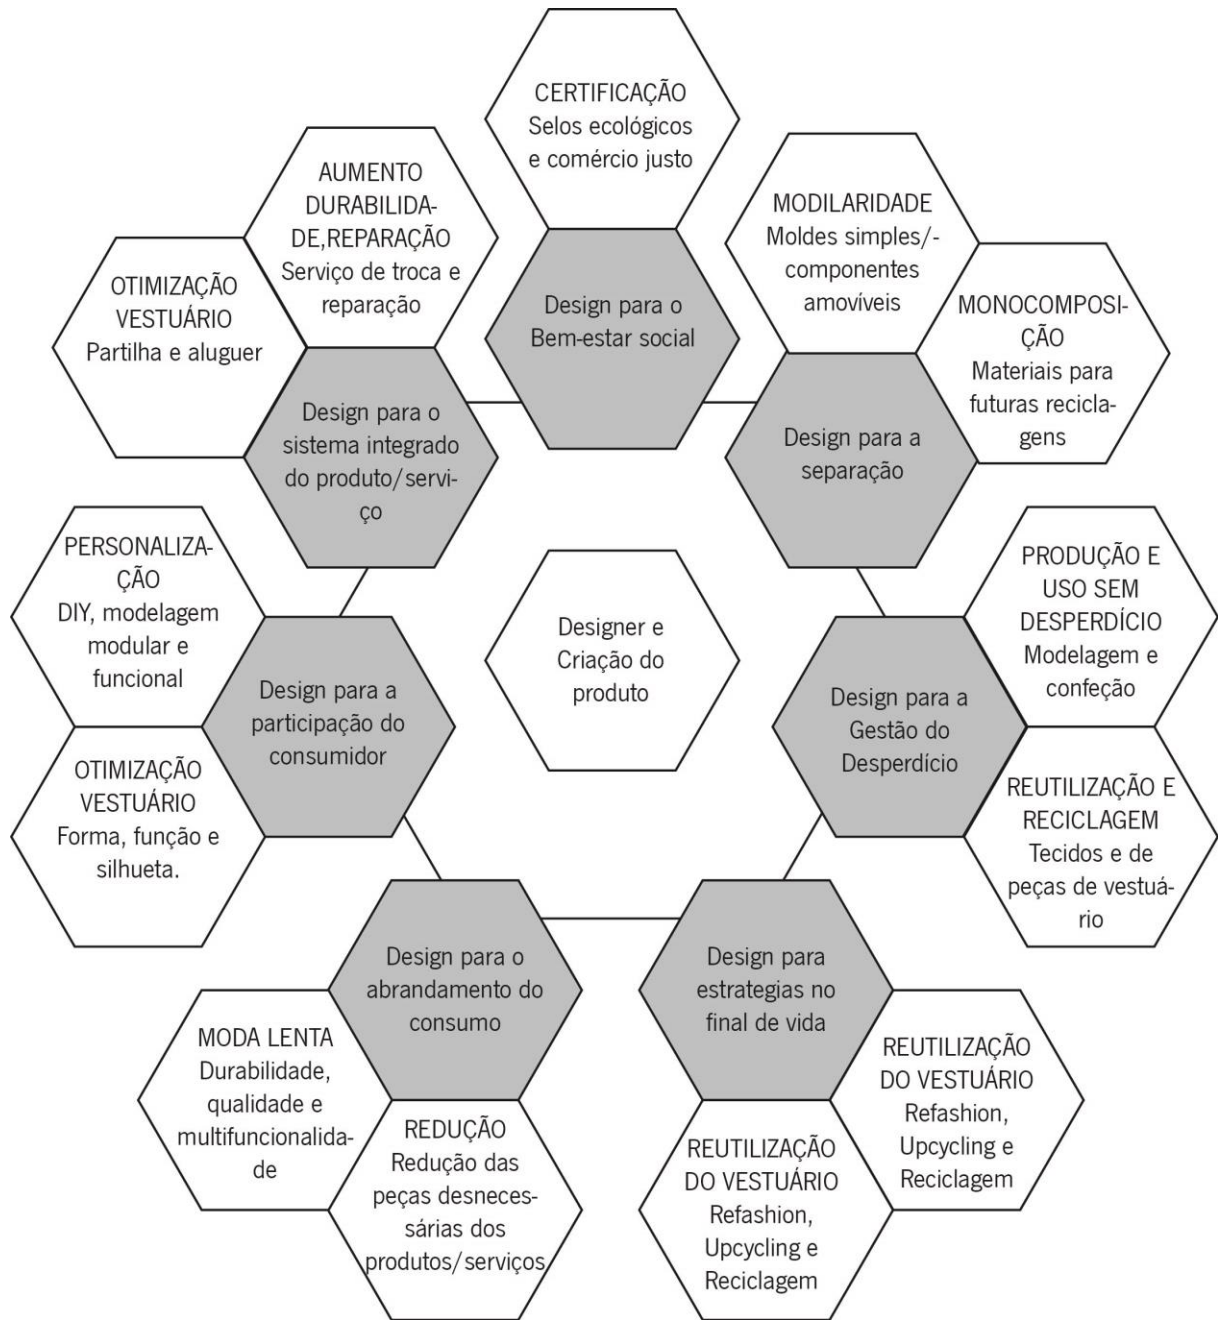 CERTIFICAÇÃO
Selos ecológicos
e comércio justo
AUMENTO
DURABILIDA-
DE,REPARAÇÃO
Serviço de troca e
reparação
MODILARIDADE
Moldes simples/-
componentes
amovíveis
OTIMIZAÇÃO
VESTUÁRIO
Partilha e aluguer
Design para o
Bem-estar social
MONOCOMPOSI-
ÇÃO
Materiais para
futuras recicla-
gens
Design para o
sistema integrado
do produto/servi-
ço
Design para a
separação
PERSONALIZA-
ÇÃO
DIY, modelagem
modular e
funcional
PRODUÇÃO E
USO SEM
DESPERDÍCIO
Modelagem e
confeção
Designer e
Criação do
produto
Design para a
participação do
consumidor
Design para a
Gestão do
Desperdício
OTIMIZAÇÃO
VESTUÁRIO
Forma, função e
silhueta.
REUTILIZAÇÃO E
RECICLAGEM
Tecidos e de
peças de vestuá-
rio
Design para o
abrandamento do
consumo
Design para
estrategias no
final de vida
MODA LENTA
Durabilidade,
qualidade e
multifuncionalida-
de
REUTILIZAÇÃO
DO VESTUÁRIO
Refashion,
Upcycling e
Reciclagem
REDUÇÃO
Redução das
peças desneces-
sárias dos
produtos/serviços
REUTILIZAÇÃO
DO VESTUÁRIO
Refashion,
Upcycling e
Reciclagem